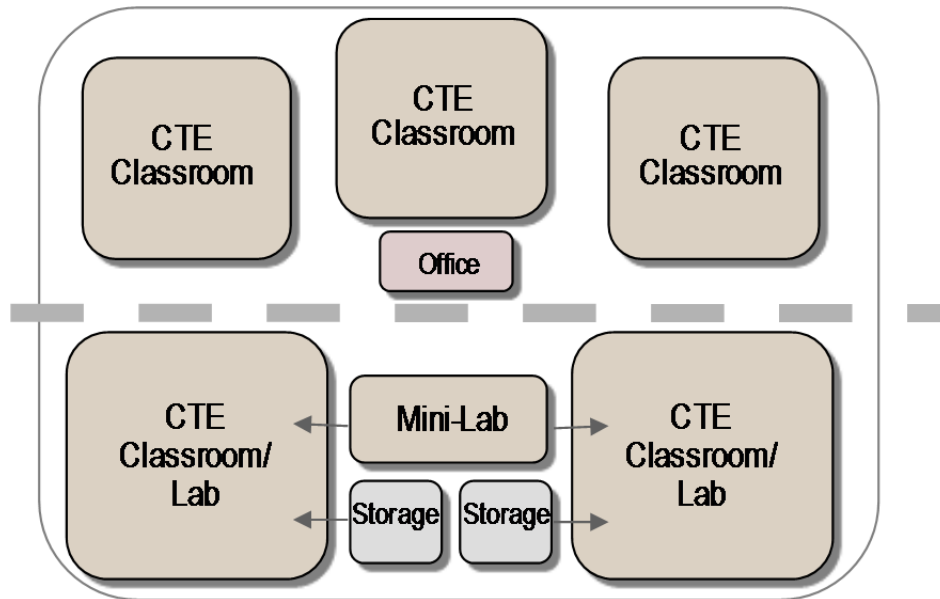 CTE
Classroom
CTE
Classroom
CTE
Classroom
Office
CTE
Classroom/
Lab
Mini-Lab
CTE
Classroom/
Lab
Storage
Storage